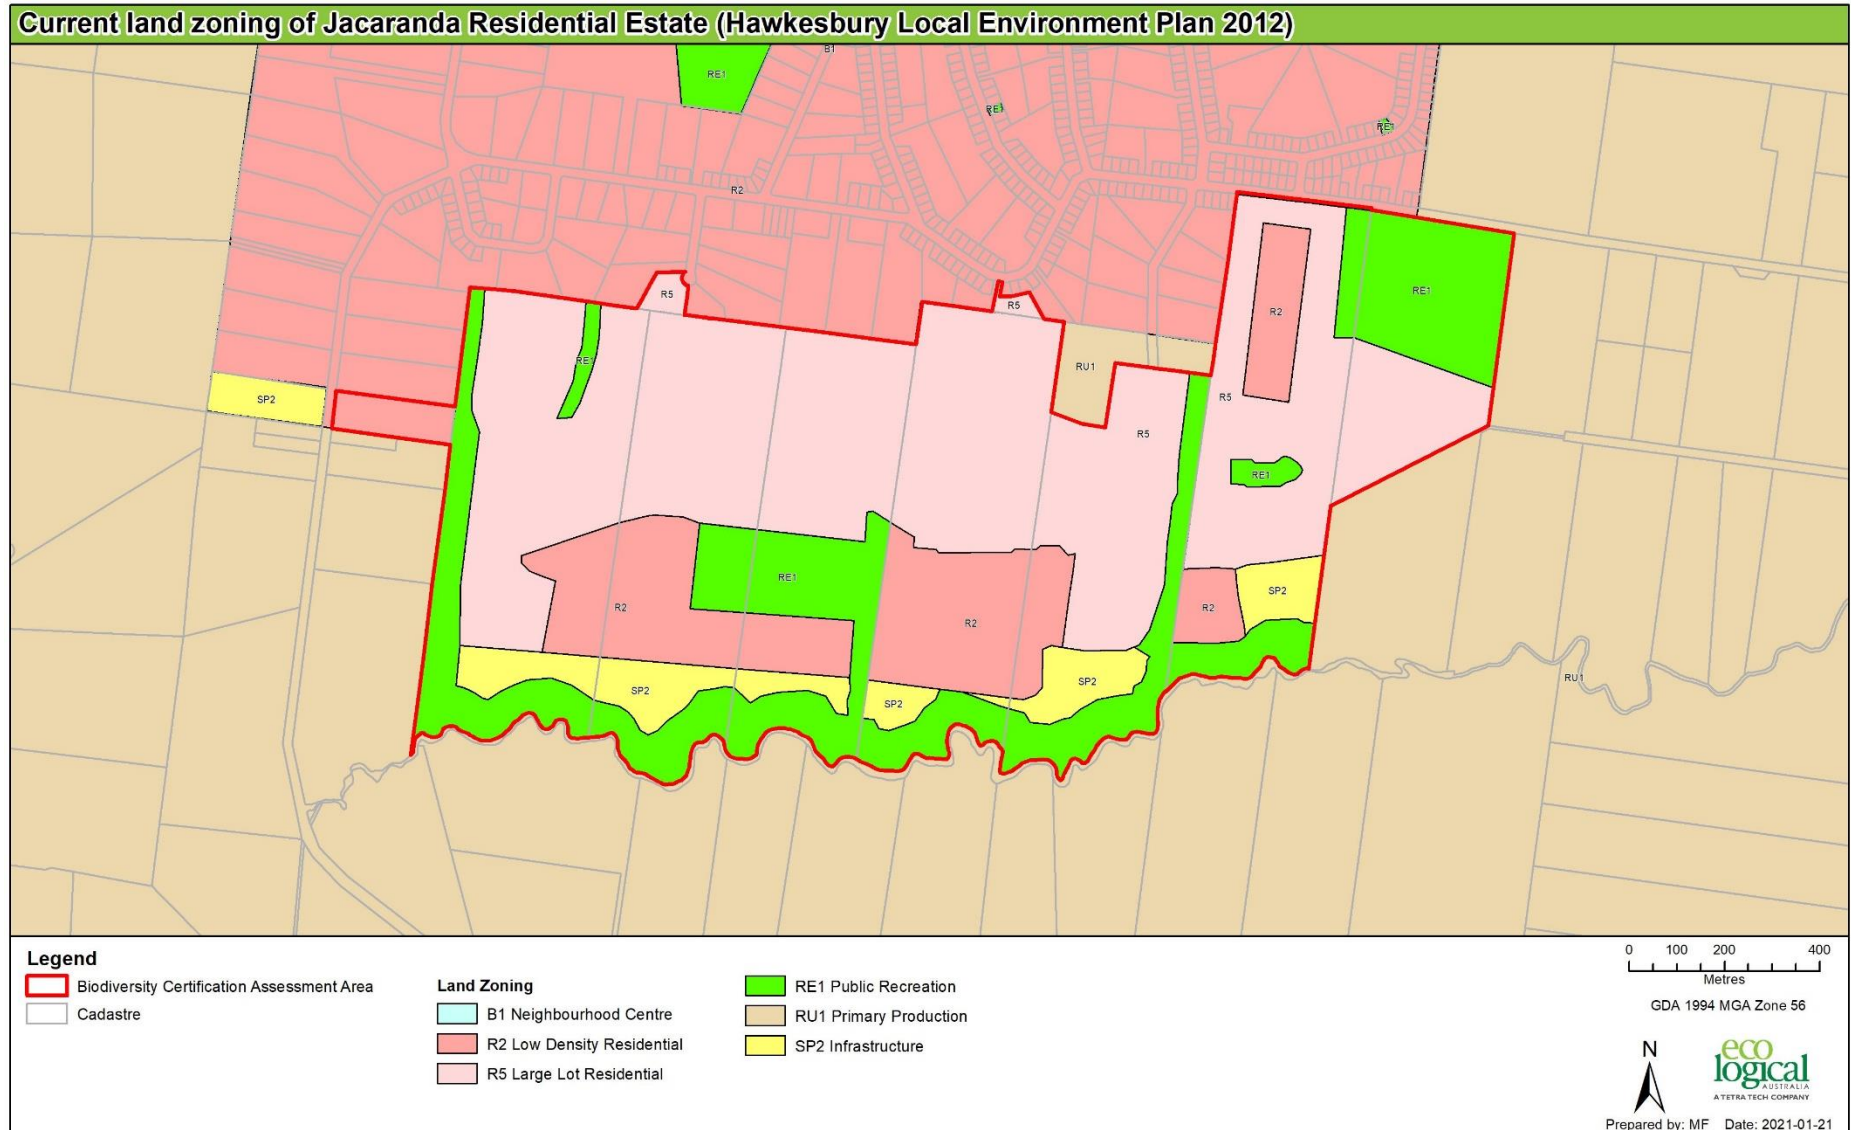 Current land zoning of Jacaranda Residential Estate (Hawkesbury Local Environment Plan 2012)
B1
RE1
RE1
RE1
R2
R5
R5
RE1
R2
RE1
RU1
SP2
R5
R5
RE1
RE1
R2
R2
R2
SP2
SP2
SP2
SP2
RU1
Legend
Biodiversity Certification Assessment Area
Cadastre
Land Zoning
B1 Neighbourhood Centre
R2 Low Density Residential
R5 Large Lot Residential
RE1 Public Recreation
RU1 Primary Production
SP2 Infrastructure
0 100 200 400
Metres
GDA 1994 MGA Zone 56
N
eco
logical
AUSTRALIA
A TETRA TECH COMPANY
Prepared by: MF Date: 2021-01-21